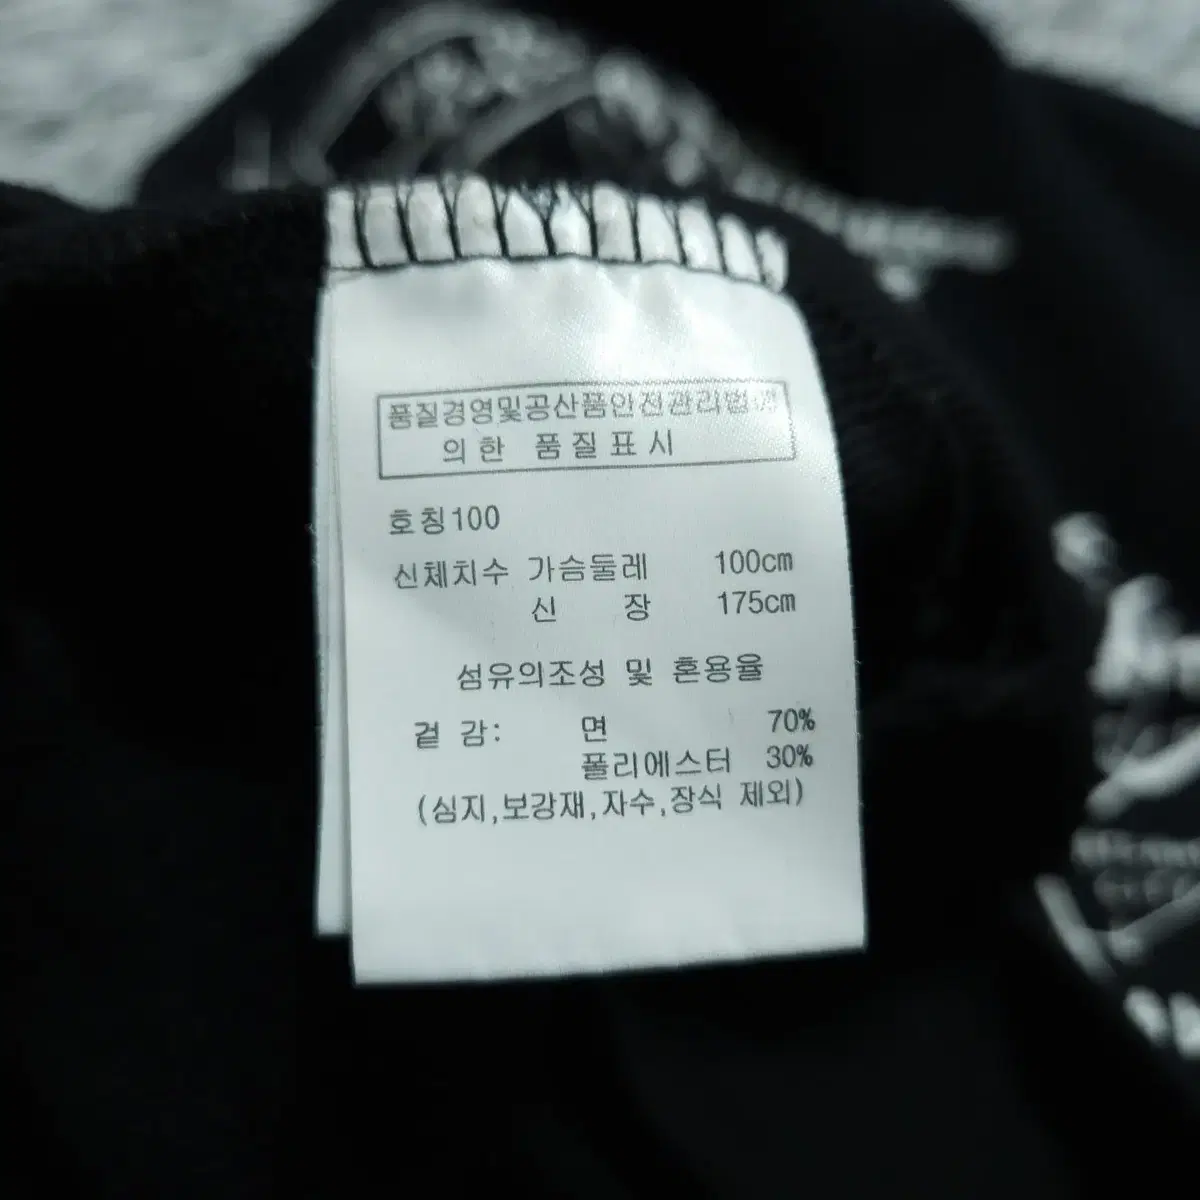 품질경영및공산품안전관리법에
의한 품질표시
호칭100
신체치수 가슴둘레 100cm
신 장 175cm
섬유의조성 및 혼용율
겉 감: 면 70%
폴리에스터 30%
(심지,보강재,자수,장식 제외)